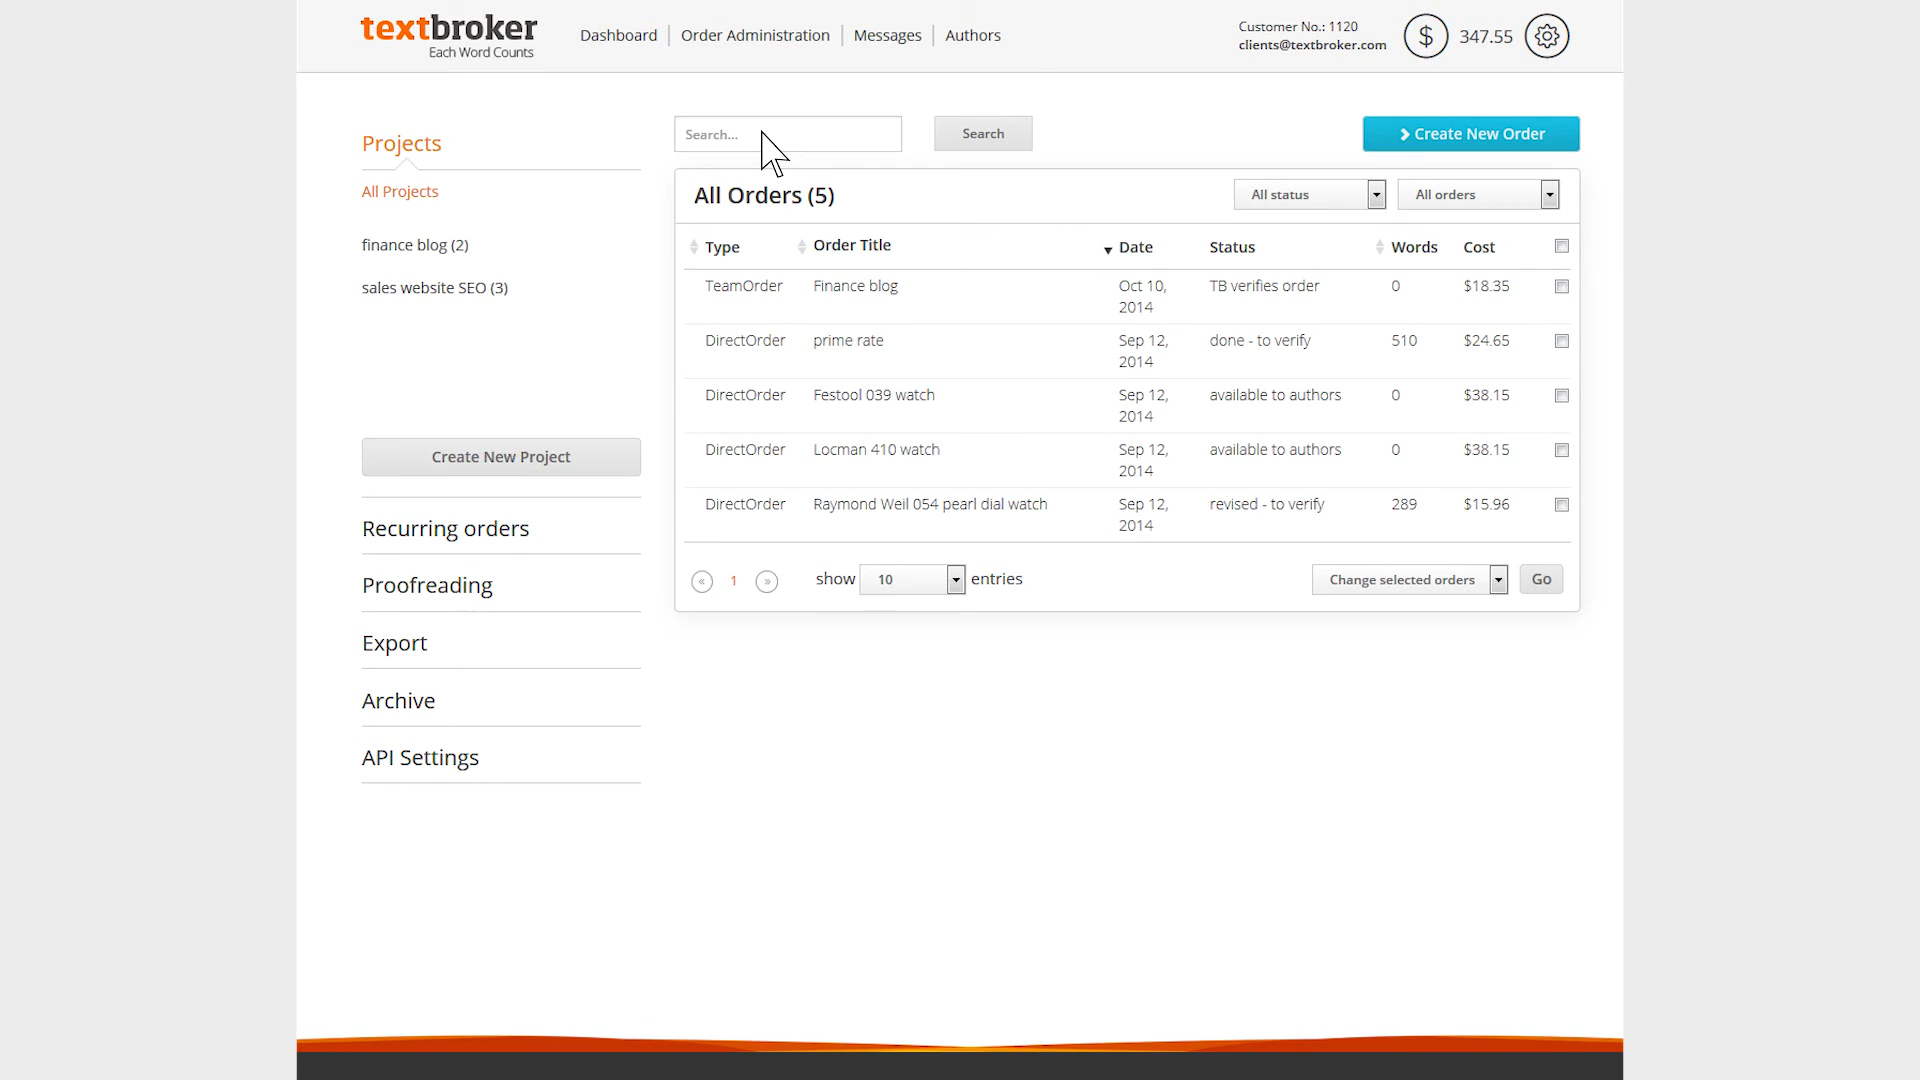 textbroker
Each Word Counts
Dashboard
Order Administration
Messages
Authors
Customer No.: 1120
clients@textbroker.com
$
347.55
Projects
All Projects
finance blog (2)
sales website SEO (3)
Create New Project
Recurring orders
Proofreading
Export
Archive
API Settings
Search...
Search
Create New Order
All Orders (5)
All status
All orders
Type Order Title Date Status Words Cost
TeamOrder Finance blog Oct 10, TB verifies order 0 $18.35
2014
DirectOrder prime rate Sep 12, done - to verify 510 $24.65
2014
DirectOrder Festool 039 watch Sep 12, available to authors 0 $38.15
2014
DirectOrder Locman 410 watch Sep 12, available to authors 0 $38.15
2014
DirectOrder Raymond Weil 054 pearl dial watch Sep 12, revised - to verify 289 $15.96
2014
« 1 » show 10 entries
Change selected orders
Go